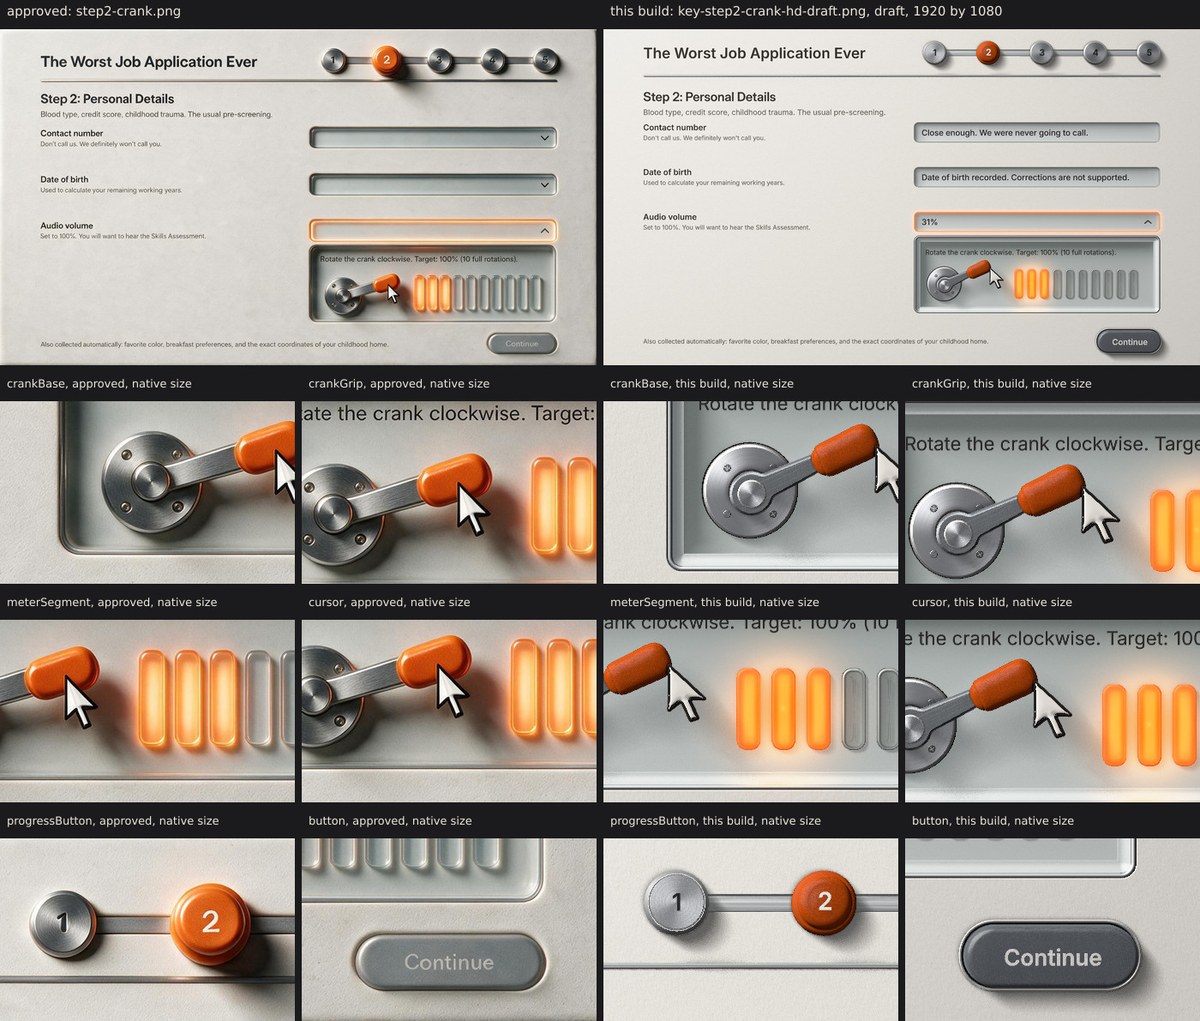 approved: step2-crank.png
this build: key-step2-crank-hd-draft.png, draft, 1920 by 1080
The Worst Job Application Ever
1 2 3 4 5
Step 2: Personal Details
Blood type, credit score, childhood trauma. The usual pre-screening.
Contact number
Don't call us. We definitely won't call you.
Date of birth
Used to calculate your remaining working years.
Audio volume
Set to 100%. You will want to hear the Skills Assessment.
Rotate the crank clockwise. Target: 100% (10 full rotations).
Also collected automatically: favorite color, breakfast preferences, and the exact coordinates of your childhood home.
Continue
The Worst Job Application Ever
1 2 3 4 5
Step 2: Personal Details
Blood type, credit score, childhood trauma. The usual pre-screening.
Contact number
Don't call us. We definitely won't call you.
Close enough. We were never going to call.
Date of birth
Used to calculate your remaining working years.
Date of birth recorded. Corrections are not supported.
Audio volume
Set to 100%. You will want to hear the Skills Assessment.
31%
Rotate the crank clockwise. Target: 100% (10 full rotations).
Also collected automatically: favorite color, breakfast preferences, and the exact coordinates of your childhood home.
Continue
crankBase, approved, native size
crankGrip, approved, native size
crankBase, this build, native size
crankGrip, this build, native size
tate the crank clockwise. Target:
Rotate the crank clock
Rotate the crank clockwise. Targe
meterSegment, approved, native size
cursor, approved, native size
meterSegment, this build, native size
cursor, this build, native size
ank clockwise. Target: 100% (10
e the crank clockwise. Target: 100
progressButton, approved, native size
button, approved, native size
progressButton, this build, native size
button, this build, native size
1 2
Continue
1 2
Continue